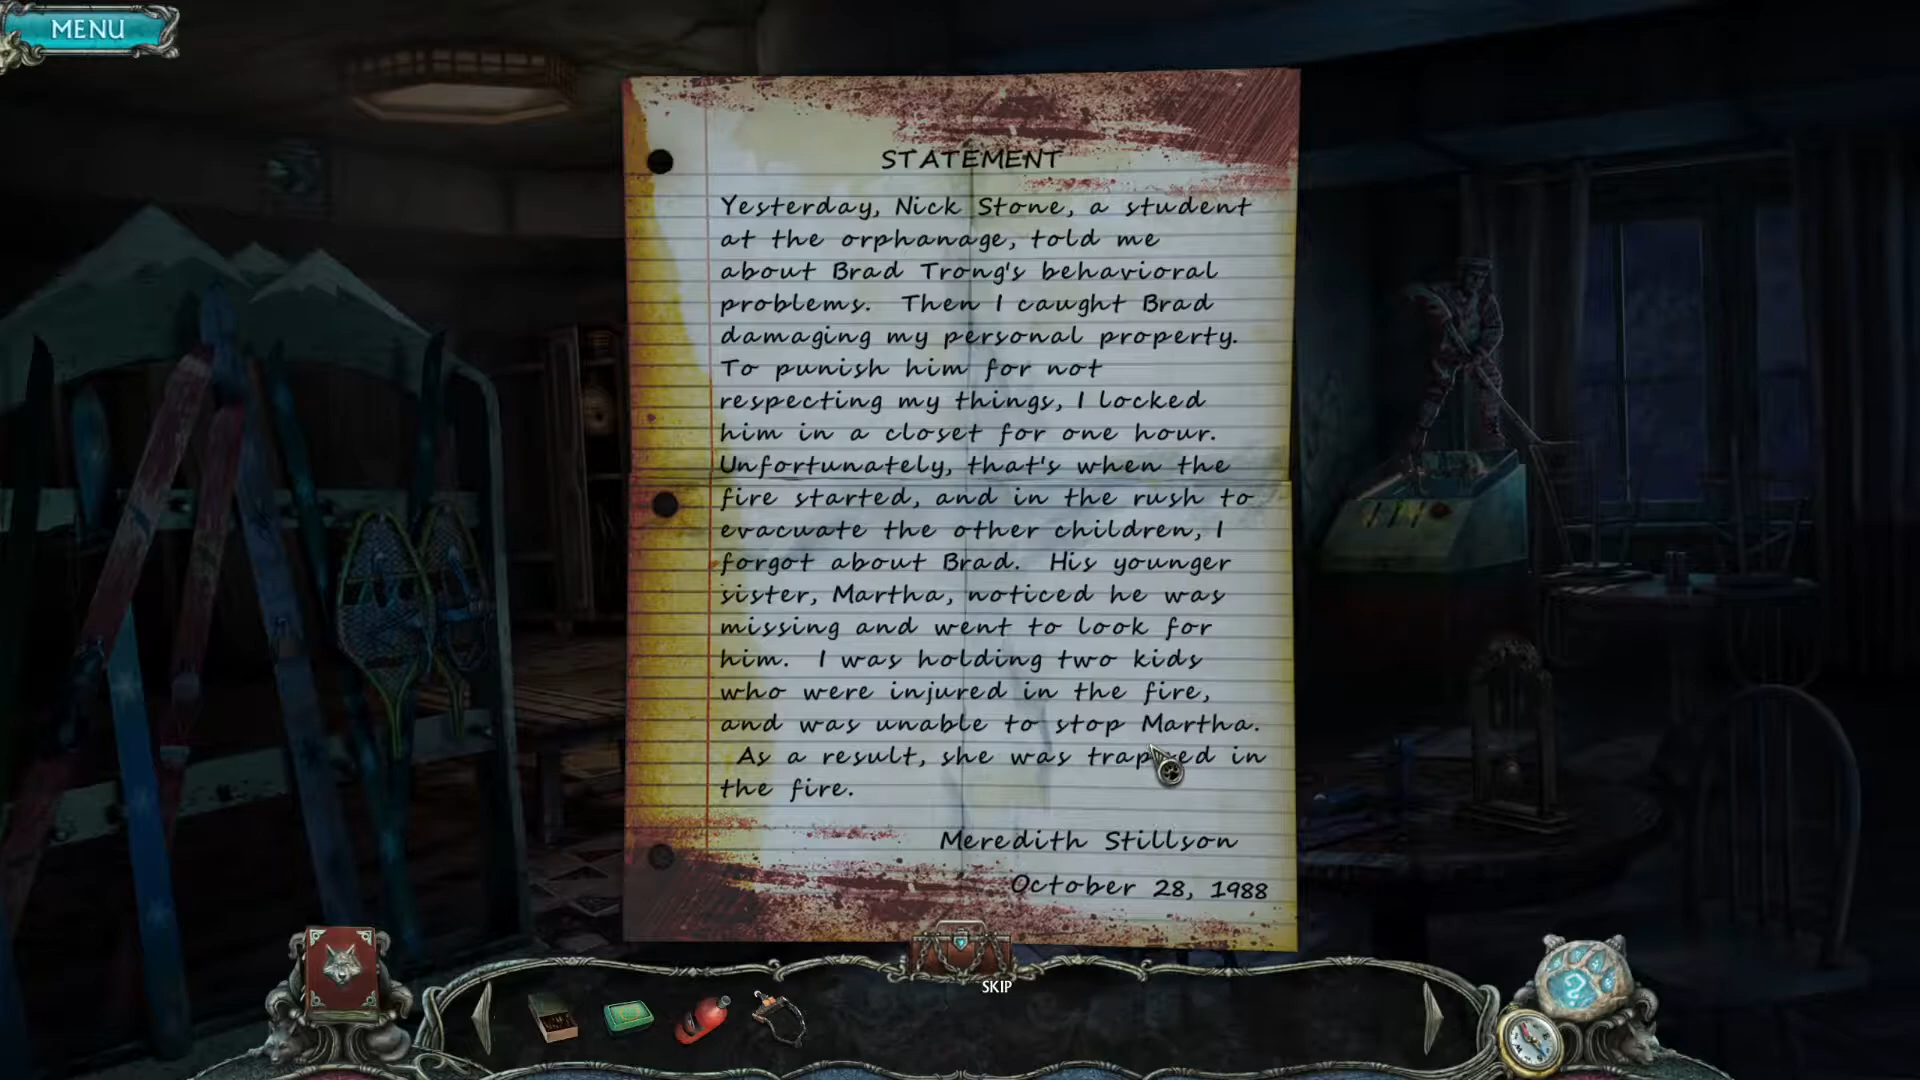 MENU
STATEMENT
Yesterday, Nick Stone, a student
at the orphanage, told me
about Brad Trong's behavioral
problems. Then I caught Brad
damaging my personal property.
To punish him for not
respecting my things, I locked
him in a closet for one hour.
Unfortunately, that's when the
fire started, and in the rush to
evacuate the other children, I
forgot about Brad. His younger
sister, Martha, noticed he was
missing and went to look for
him. I was holding two kids
who were injured in the fire,
and was unable to stop Martha.
As a result, she was trapped in
the fire.
Meredith Stillson
October 28, 1988
SKIP